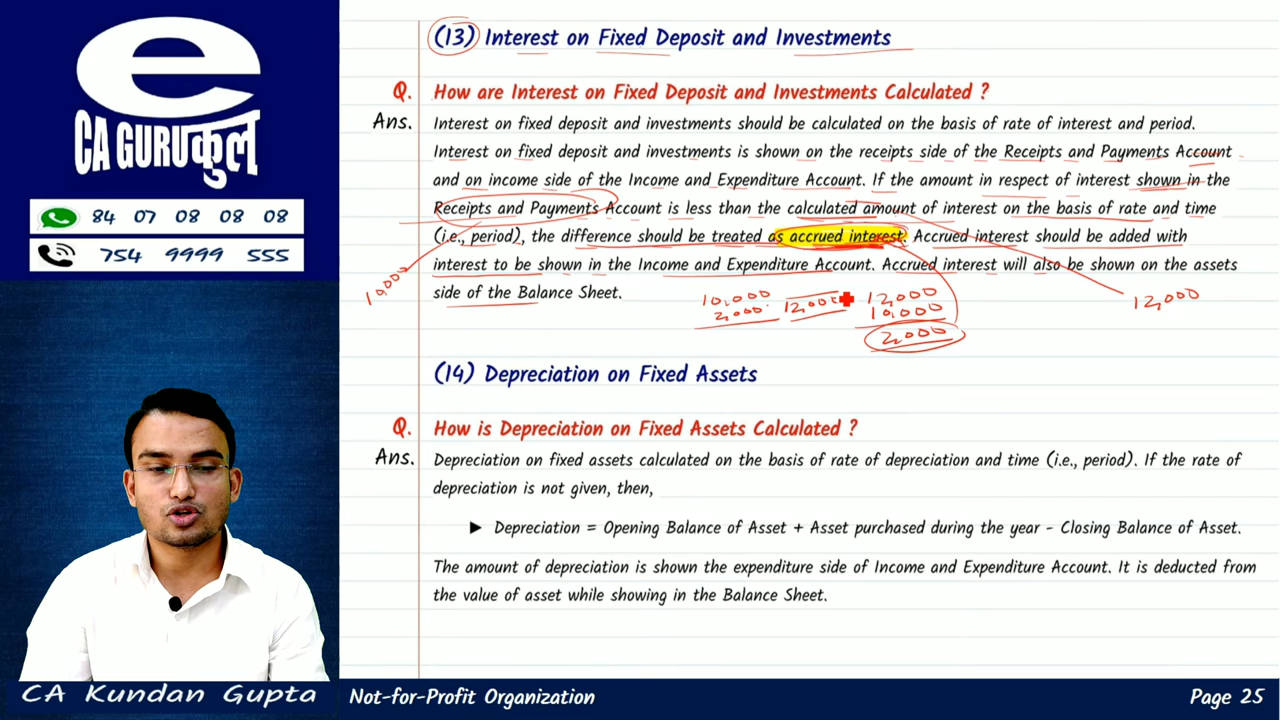 e
CA GURUकुल
84 07 08 08 08
754 9999 555
CA Kundan Gupta
(13) Interest on Fixed Deposit and Investments
Q. How are Interest on Fixed Deposit and Investments Calculated ?
Ans. Interest on fixed deposit and investments should be calculated on the basis of rate of interest and period.
Interest on fixed deposit and investments is shown on the receipts side of the Receipts and Payments Account
and on income side of the Income and Expenditure Account. If the amount in respect of interest shown in the
Receipts and Payments Account is less than the calculated amount of interest on the basis of rate and time
(i.e., period), the difference should be treated as accrued interest. Accrued interest should be added with
interest to be shown in the Income and Expenditure Account. Accrued interest will also be shown on the assets
side of the Balance Sheet.
10,000
10,000
2,000
12,000
12,000
10,000
2,000
12,000
(14) Depreciation on Fixed Assets
Q. How is Depreciation on Fixed Assets Calculated ?
Ans. Depreciation on fixed assets calculated on the basis of rate of depreciation and time (i.e., period). If the rate of
depreciation is not given, then,
► Depreciation = Opening Balance of Asset + Asset purchased during the year - Closing Balance of Asset.
The amount of depreciation is shown the expenditure side of Income and Expenditure Account. It is deducted from
the value of asset while showing in the Balance Sheet.
Not-for-Profit Organization
Page 25